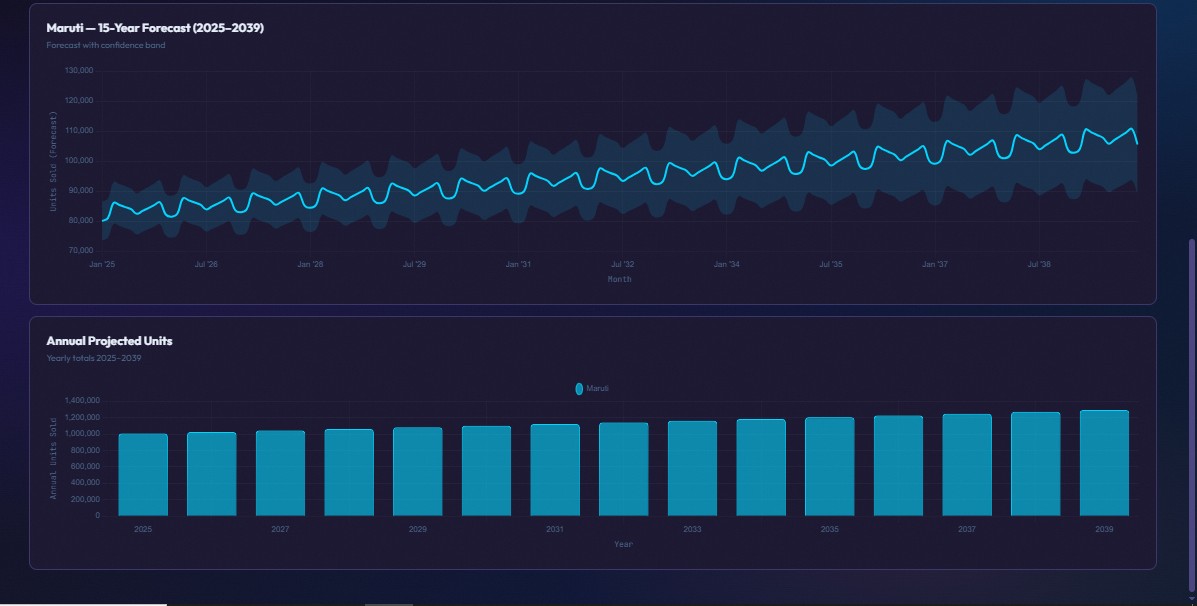 Maruti — 15-Year Forecast (2025–2039)
Forecast with confidence band
130,000
120,000
110,000
100,000
90,000
80,000
70,000
Units Sold (Forecast)
Jan '25
Jul '26
Jan '28
Jul '29
Jan '31
Jul '32
Jan '34
Jul '35
Jan '37
Jul '38
Month
Annual Projected Units
Yearly totals 2025–2039
Maruti
1,400,000
1,200,000
1,000,000
800,000
600,000
400,000
200,000
0
Annual Units Sold
2025
2027
2029
2031
2033
2035
2037
2039
Year